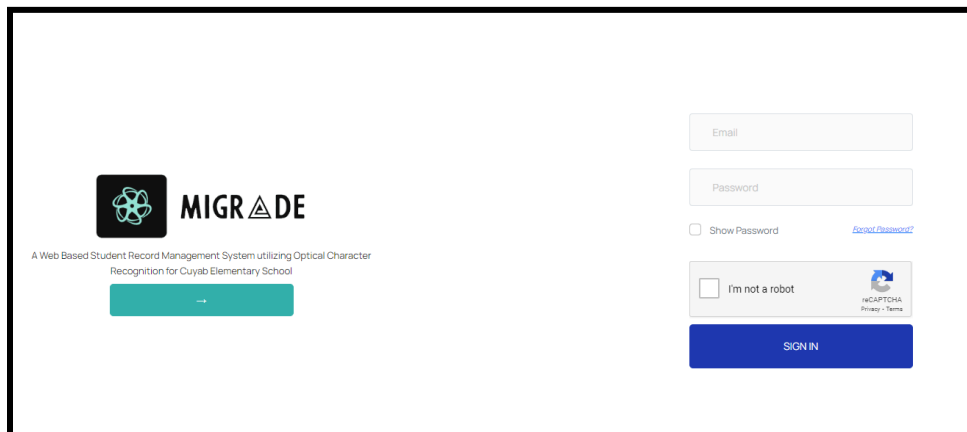 MIGRADE
A Web Based Student Record Management System utilizing Optical Character
Recognition for Cuyab Elementary School
→
Email
Password
Show Password
Forgot Password?
I'm not a robot
reCAPTCHA
Privacy - Terms
SIGN IN